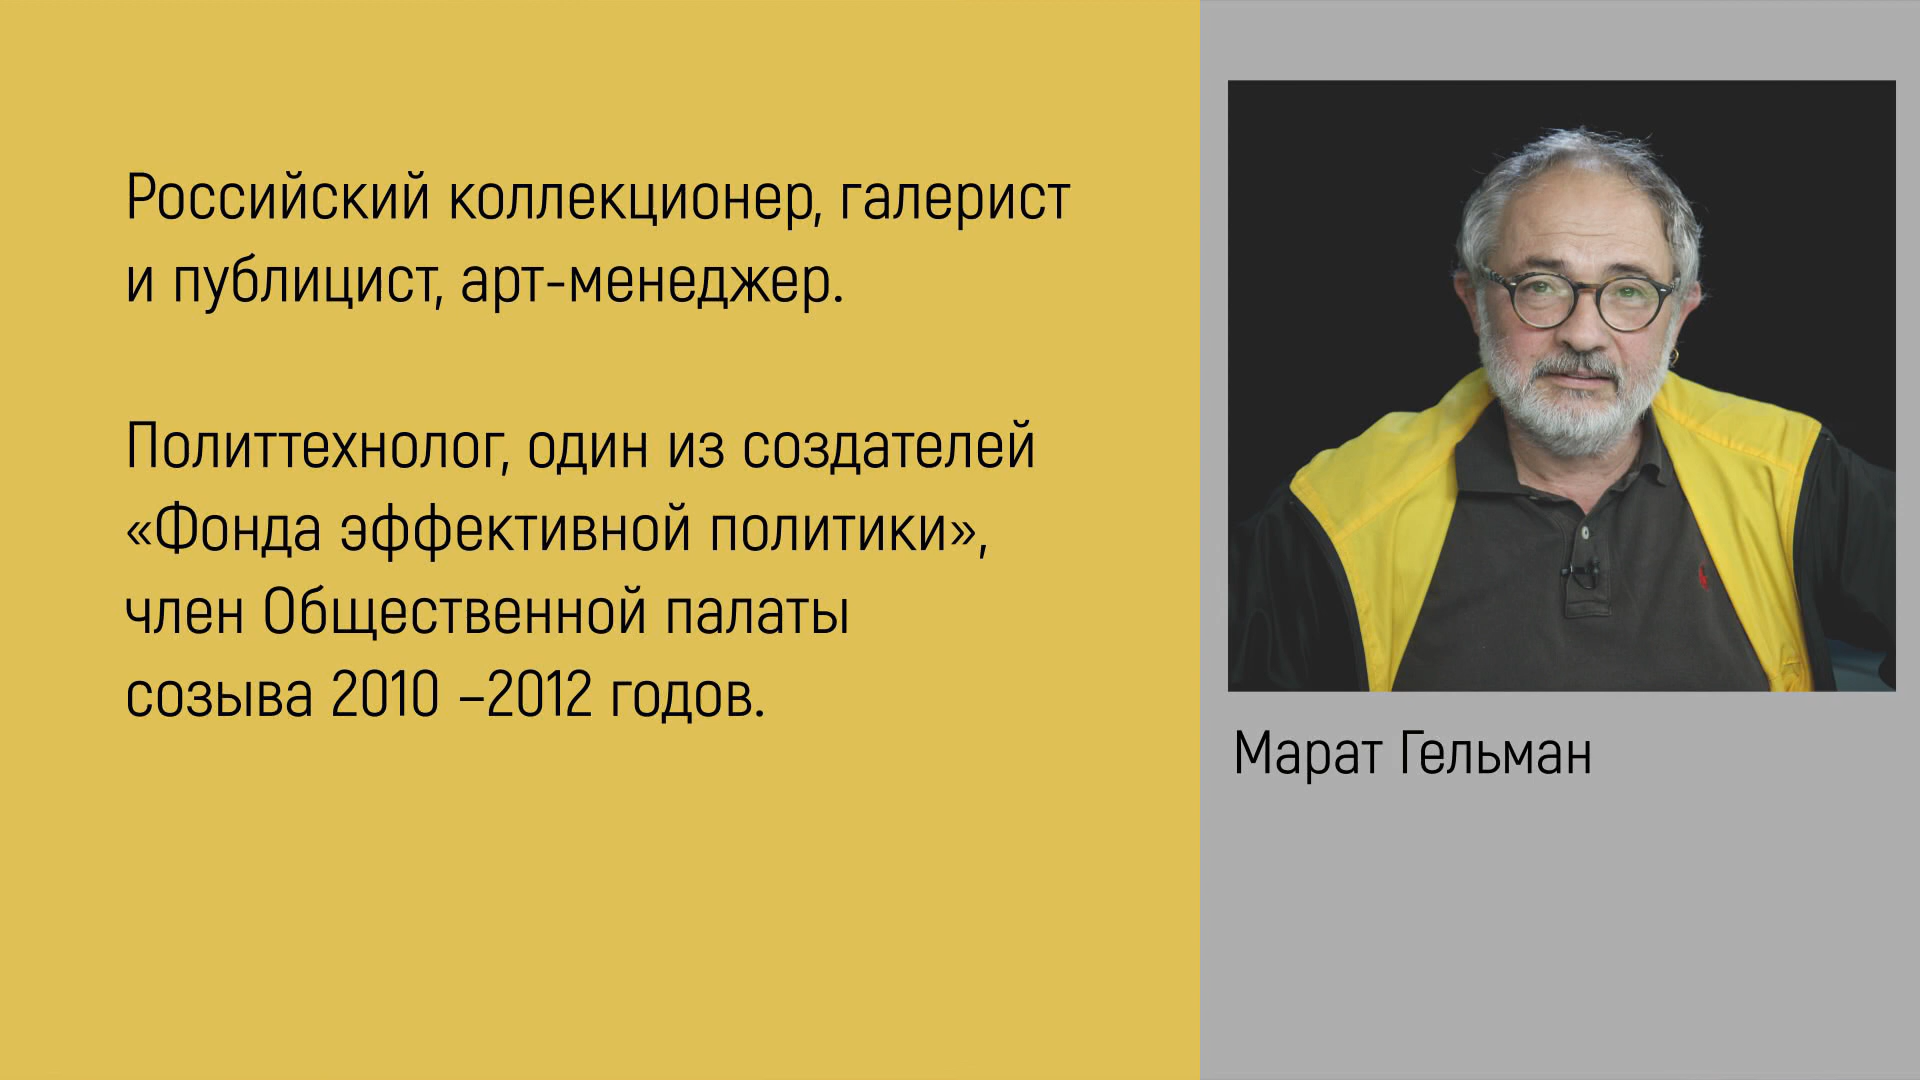 Российский коллекционер, галерист
и публицист, арт-менеджер.
Политтехнолог, один из создателей
«Фонда эффективной политики»,
член Общественной палаты
созыва 2010 –2012 годов.
Марат Гельман